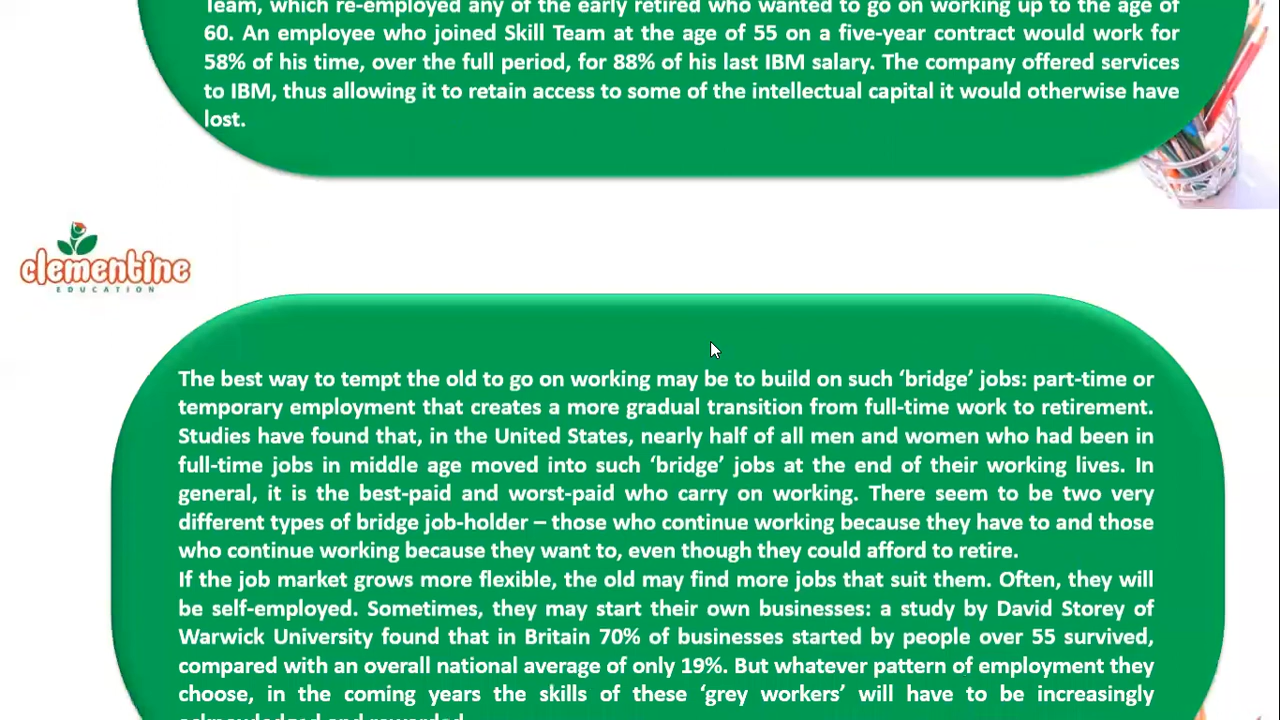 Team, which re-employed any of the early retired who wanted to go on working up to the age of
60. An employee who joined Skill Team at the age of 55 on a five-year contract would work for
58% of his time, over the full period, for 88% of his last IBM salary. The company offered services
to IBM, thus allowing it to retain access to some of the intellectual capital it would otherwise have
lost.
clementine
EDUCATION
The best way to tempt the old to go on working may be to build on such ‘bridge’ jobs: part-time or
temporary employment that creates a more gradual transition from full-time work to retirement.
Studies have found that, in the United States, nearly half of all men and women who had been in
full-time jobs in middle age moved into such ‘bridge’ jobs at the end of their working lives. In
general, it is the best-paid and worst-paid who carry on working. There seem to be two very
different types of bridge job-holder – those who continue working because they have to and those
who continue working because they want to, even though they could afford to retire.
If the job market grows more flexible, the old may find more jobs that suit them. Often, they will
be self-employed. Sometimes, they may start their own businesses: a study by David Storey of
Warwick University found that in Britain 70% of businesses started by people over 55 survived,
compared with an overall national average of only 19%. But whatever pattern of employment they
choose, in the coming years the skills of these ‘grey workers’ will have to be increasingly